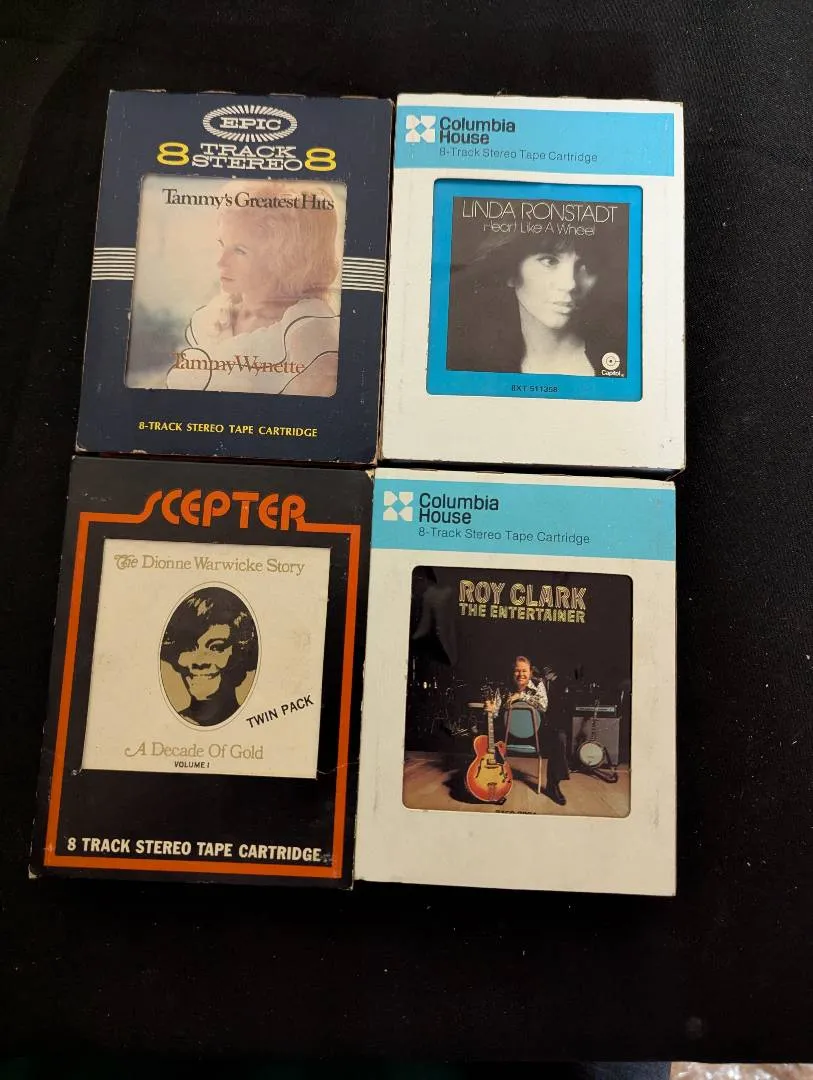 EPIC
8 TRACK 8
STEREO
Tammy's Greatest Hits
Tammy Wynette
8-TRACK STEREO TAPE CARTRIDGE
Columbia
House
8-Track Stereo Tape Cartridge
LINDA RONSTADT
Heart Like A Wheel
Capitol
8XT 511358
SCEPTER
The Dionne Warwicke Story
TWIN PACK
A Decade Of Gold
VOLUME I
8 TRACK STEREO TAPE CARTRIDGE
Columbia
House
8-Track Stereo Tape Cartridge
ROY CLARK
THE ENTERTAINER